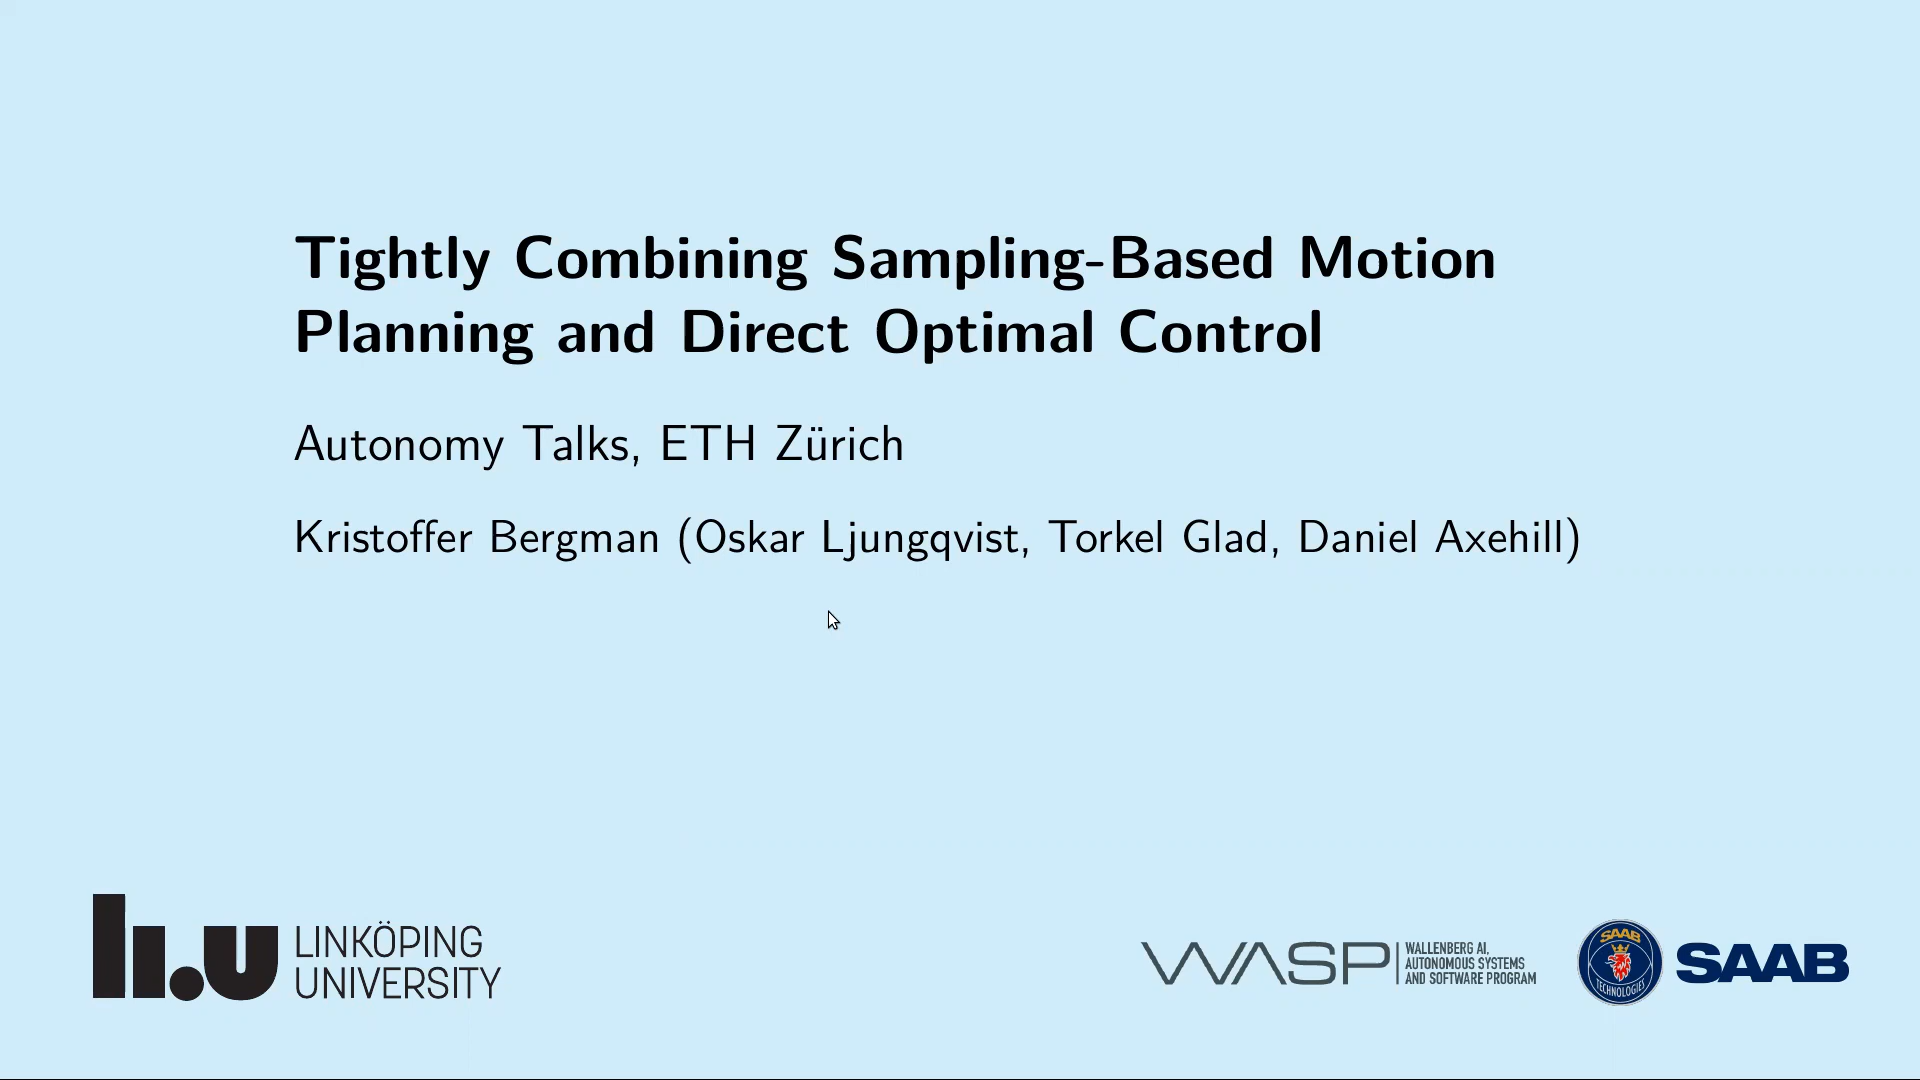 Tightly Combining Sampling-Based Motion
Planning and Direct Optimal Control
Autonomy Talks, ETH Zürich
Kristoffer Bergman (Oskar Ljungqvist, Torkel Glad, Daniel Axehill)
li.u LINKÖPING
UNIVERSITY
WASP WALLENBERG AI,
AUTONOMOUS SYSTEMS
AND SOFTWARE PROGRAM
SAAB
TECHNOLOGIES
SAAB